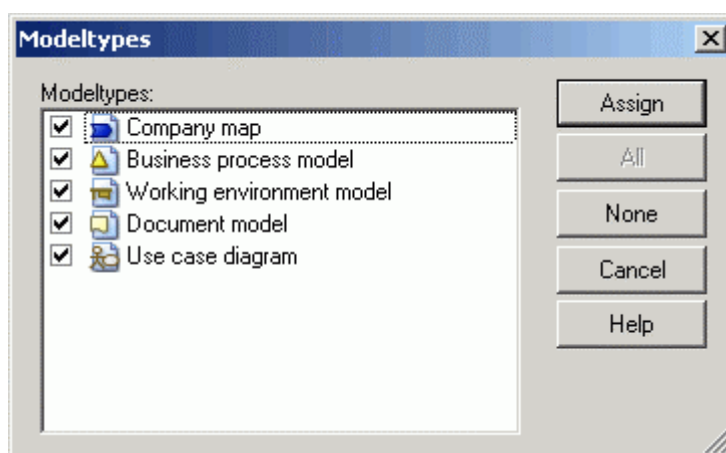 Modeltypes
Modeltypes:
Company map
Business process model
Working environment model
Document model
Use case diagram
Assign
All
None
Cancel
Help